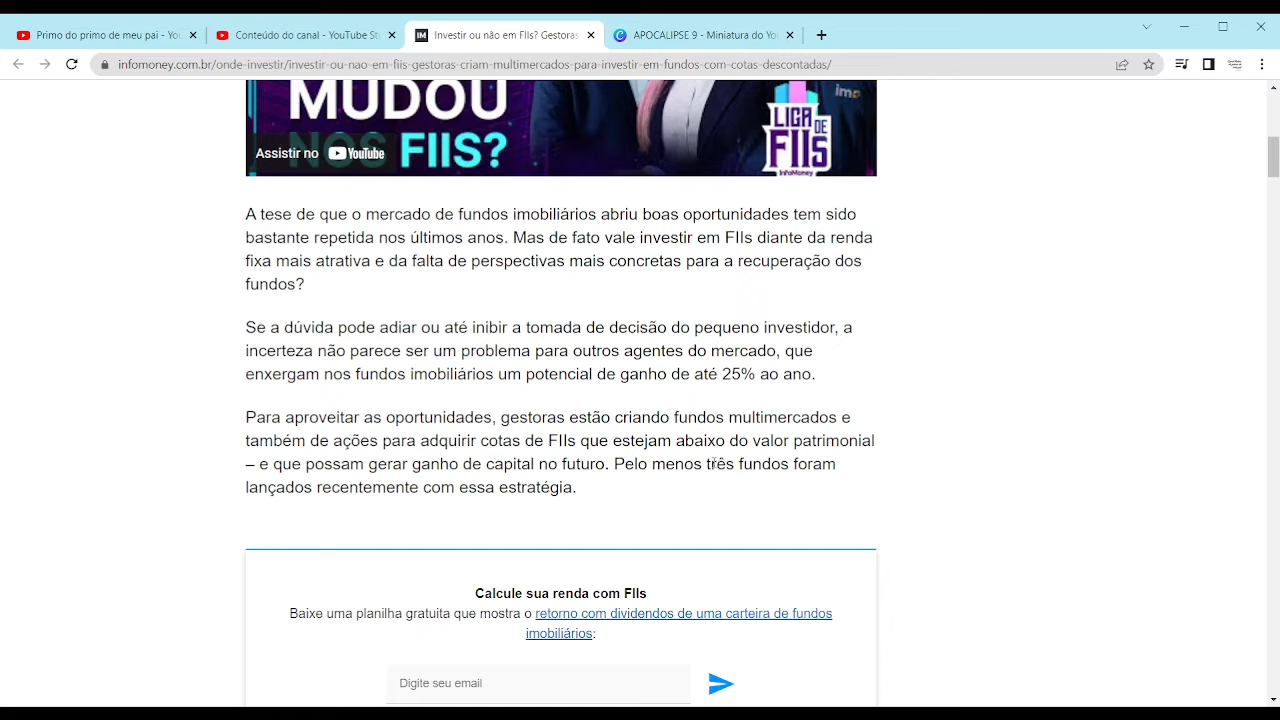 Primo do primo de meu pai - You
Conteúdo do canal - YouTube Stu
IM
Investir ou não em FIIs? Gestoras
APOCALIPSE 9 - Miniatura do You
infomoney.com.br/onde-investir/investir-ou-nao-em-fiis-gestoras-criam-multimercados-para-investir-em-fundos-com-cotas-descontadas/
MUDOU
NOS FIIS?
Assistir no YouTube
LIGA DE
FIIS
InfoMoney
A tese de que o mercado de fundos imobiliários abriu boas oportunidades tem sido
bastante repetida nos últimos anos. Mas de fato vale investir em FIIs diante da renda
fixa mais atrativa e da falta de perspectivas mais concretas para a recuperação dos
fundos?
Se a dúvida pode adiar ou até inibir a tomada de decisão do pequeno investidor, a
incerteza não parece ser um problema para outros agentes do mercado, que
enxergam nos fundos imobiliários um potencial de ganho de até 25% ao ano.
Para aproveitar as oportunidades, gestoras estão criando fundos multimercados e
também de ações para adquirir cotas de FIIs que estejam abaixo do valor patrimonial
– e que possam gerar ganho de capital no futuro. Pelo menos três fundos foram
lançados recentemente com essa estratégia.
Calcule sua renda com FIIs
Baixe uma planilha gratuita que mostra o retorno com dividendos de uma carteira de fundos
imobiliários:
Digite seu email